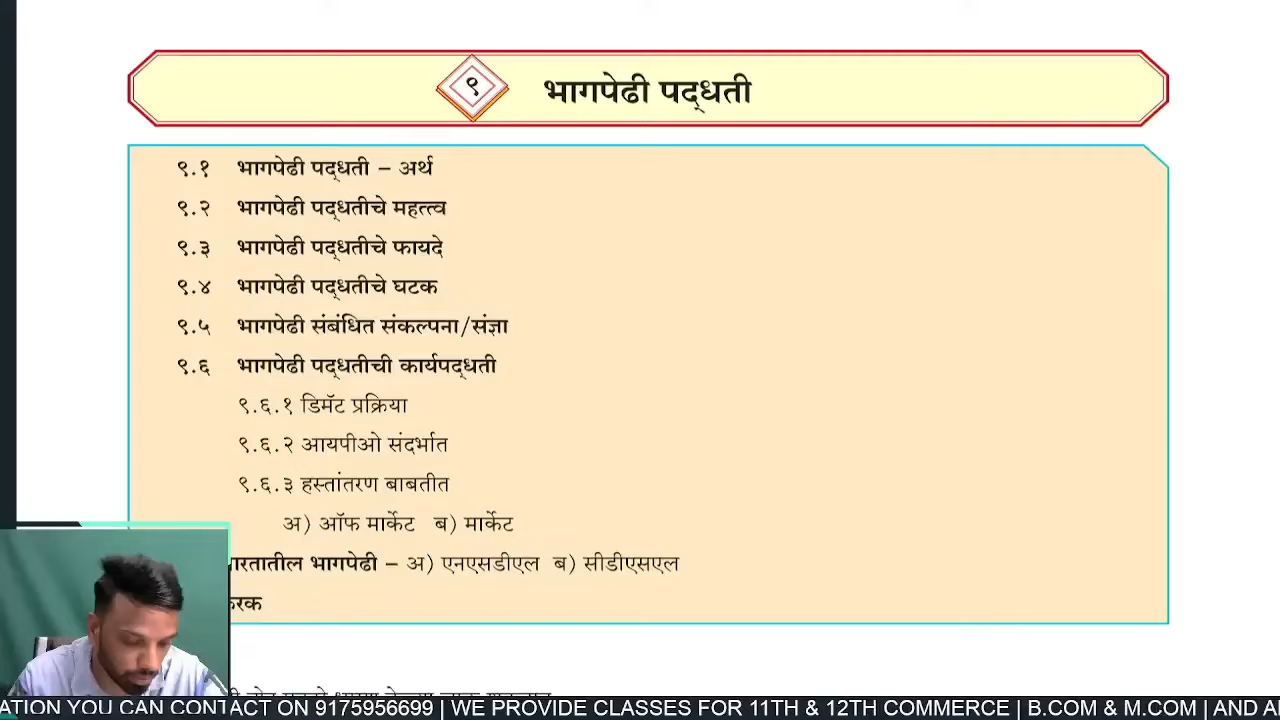 ९ भागपेढी पद्धती
९.१ भागपेढी पद्धती – अर्थ
९.२ भागपेढी पद्धतीचे महत्त्व
९.३ भागपेढी पद्धतीचे फायदे
९.४ भागपेढी पद्धतीचे घटक
९.५ भागपेढी संबंधित संकल्पना/संज्ञा
९.६ भागपेढी पद्धतीची कार्यपद्धती
९.६.१ डिमॅट प्रक्रिया
९.६.२ आयपीओ संदर्भात
९.६.३ हस्तांतरण बाबतीत
अ) ऑफ मार्केट ब) मार्केट
रतातील भागपेढी – अ) एनएसडीएल ब) सीडीएसएल
रक
ATION YOU CAN CONTACT ON 9175956699 | WE PROVIDE CLASSES FOR 11TH & 12TH COMMERCE | B.COM & M.COM | AND A